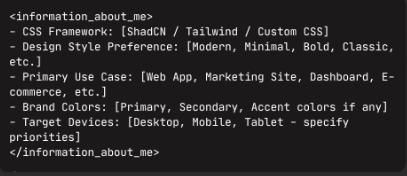 <information_about_me>
- CSS Framework: [ShadCN / Tailwind / Custom CSS]
- Design Style Preference: [Modern, Minimal, Bold, Classic,
etc.]
- Primary Use Case: [Web App, Marketing Site, Dashboard, E-
commerce, etc.]
- Brand Colors: [Primary, Secondary, Accent colors if any]
- Target Devices: [Desktop, Mobile, Tablet - specify
priorities]
</information_about_me>